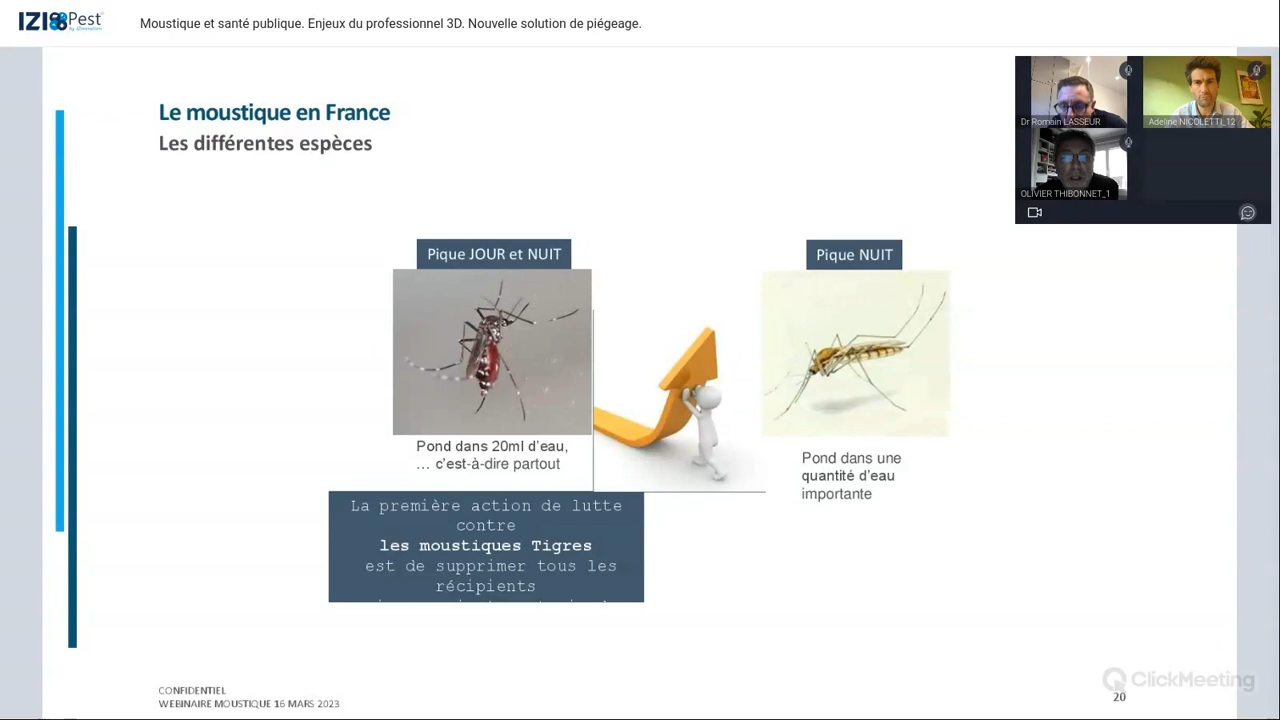 IZI Pest
by IZInovation
Moustique et santé publique. Enjeux du professionnel 3D. Nouvelle solution de piégeage.
Dr Romain LASSEUR
Adeline NICOLETTI_12
OLIVIER THIBONNET_1
Le moustique en France
Les différentes espèces
Pique JOUR et NUIT
Pique NUIT
Pond dans 20ml d'eau,
... c'est-à-dire partout
Pond dans une
quantité d'eau
importante
La première action de lutte
contre
les moustiques Tigres
est de supprimer tous les
récipients
CONFIDENTIEL
WEBINAIRE MOUSTIQUE 16 MARS 2023
ClickMeeting
20